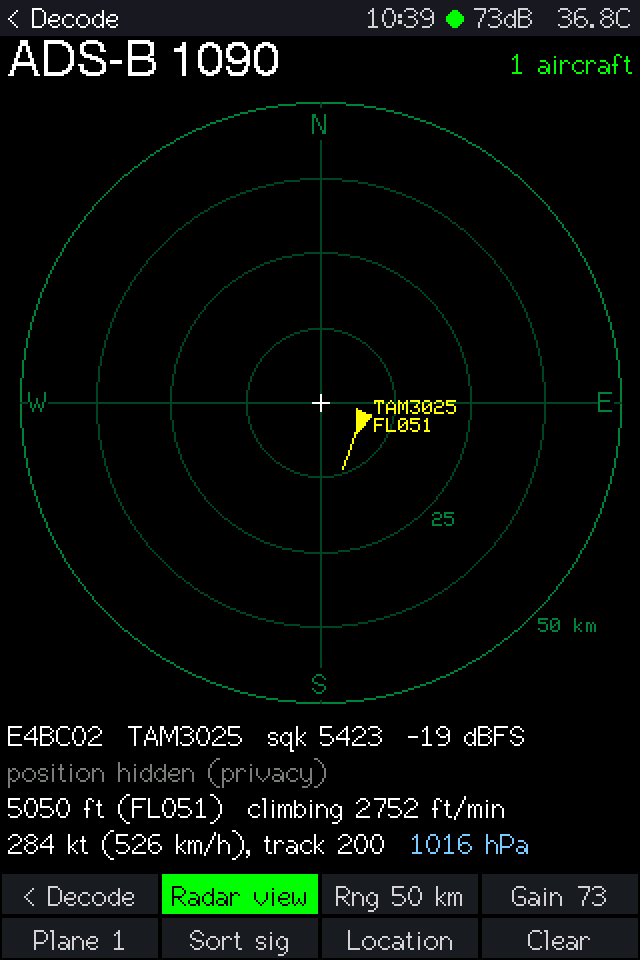 < Decode 10:39 73dB 36.8C
ADS-B 1090
1 aircraft
N
W
E
TAM3025
FL051
25
50 km
S
E4BC02 TAM3025 sqk 5423 -19 dBFS
position hidden (privacy)
5050 ft (FL051) climbing 2752 ft/min
284 kt (526 km/h), track 200 1016 hPa
< Decode Radar view Rng 50 km Gain 73
Plane 1 Sort sig Location Clear